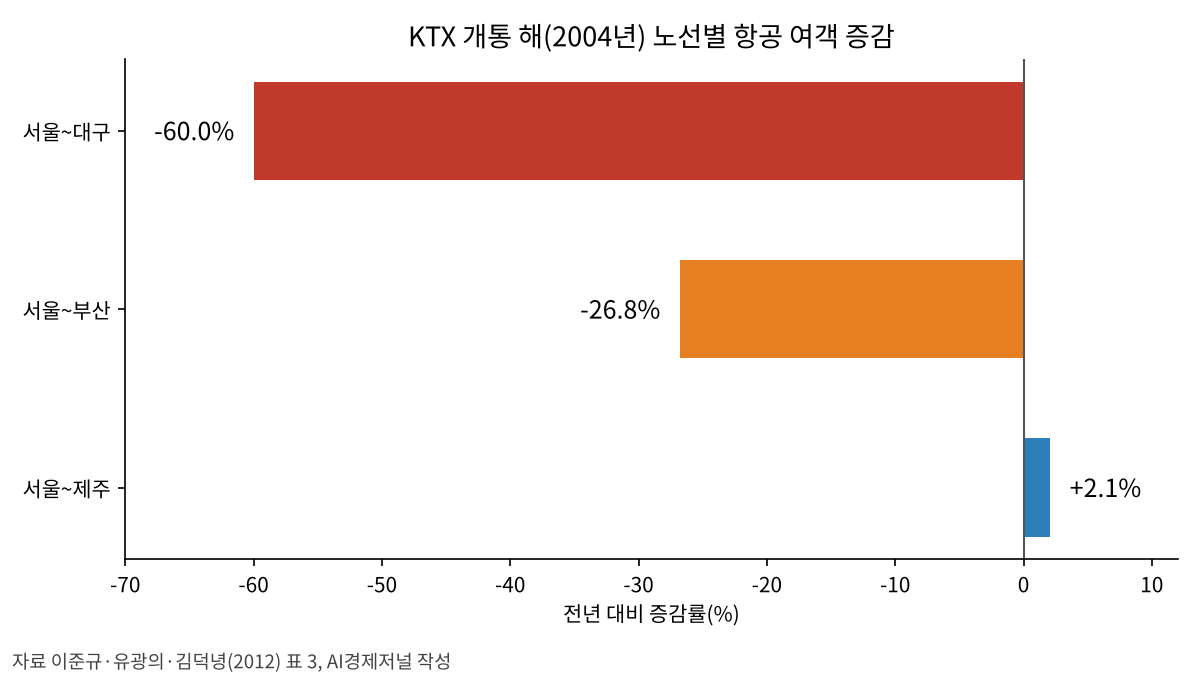 KTX 개통 해(2004년) 노선별 항공 여객 증감
서울~대구
-60.0%
서울~부산
-26.8%
서울~제주
+2.1%
-70 -60 -50 -40 -30 -20 -10 0 10
전년 대비 증감률(%)
자료 이준규·유광의·김덕녕(2012) 표 3, AI경제저널 작성